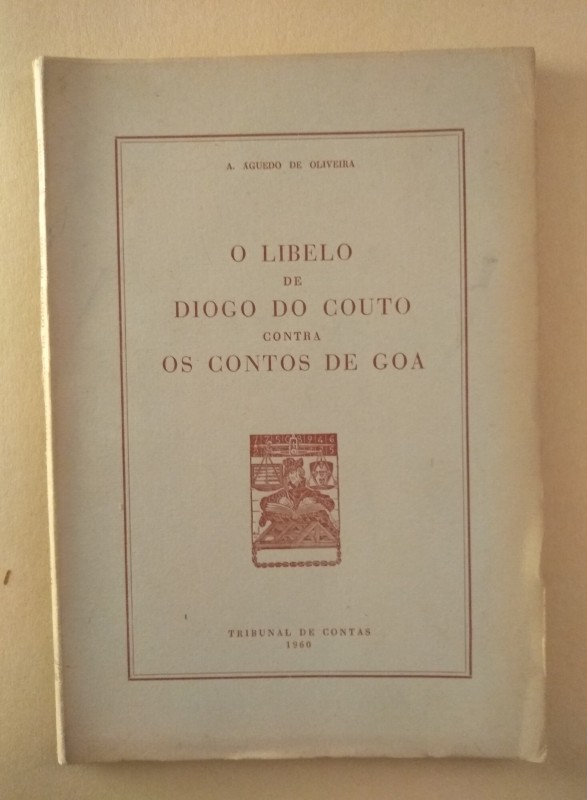 A. ÁGUEDO DE OLIVEIRA
O LIBELO
DE
DIOGO DO COUTO
CONTRA
OS CONTOS DE GOA
TRIBUNAL DE CONTAS
1960